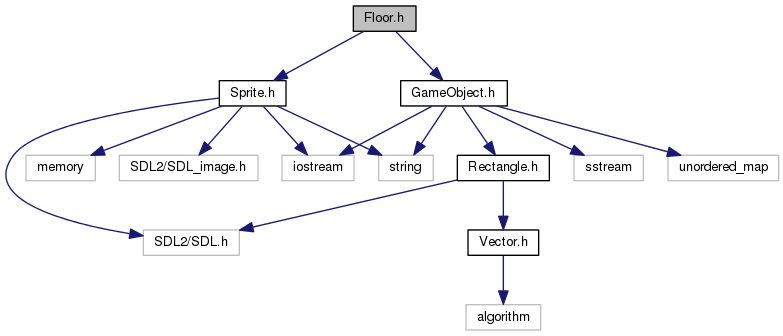 Floor.h
Sprite.h
GameObject.h
memory
SDL2/SDL_image.h
iostream
string
Rectangle.h
sstream
unordered_map
SDL2/SDL.h
Vector.h
algorithm